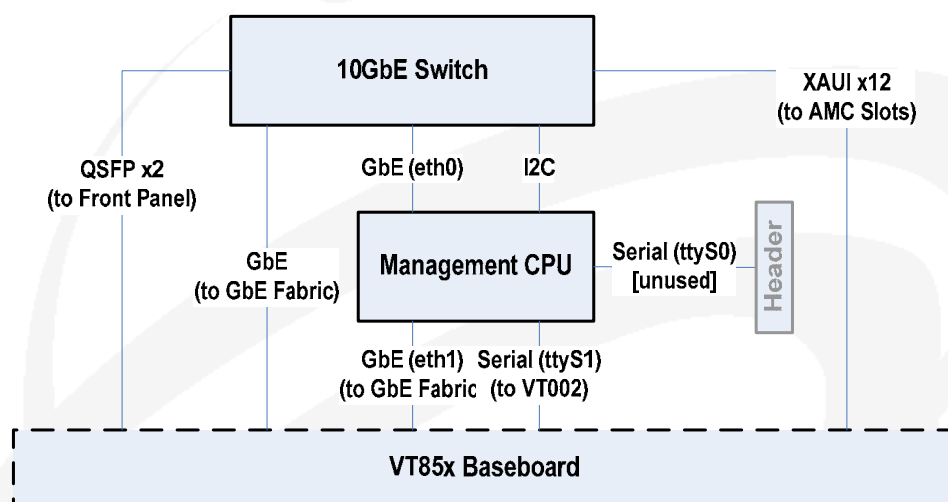 10GbE Switch
XAUI x12
(to AMC Slots)
QSFP x2
(to Front Panel)
GbE (eth0)
I2C
GbE
(to GbE Fabric)
Management CPU
Serial (ttyS0)
[unused]
Header
GbE (eth1)
(to GbE Fabric
Serial (ttyS1)
(to VT002)
VT85x Baseboard